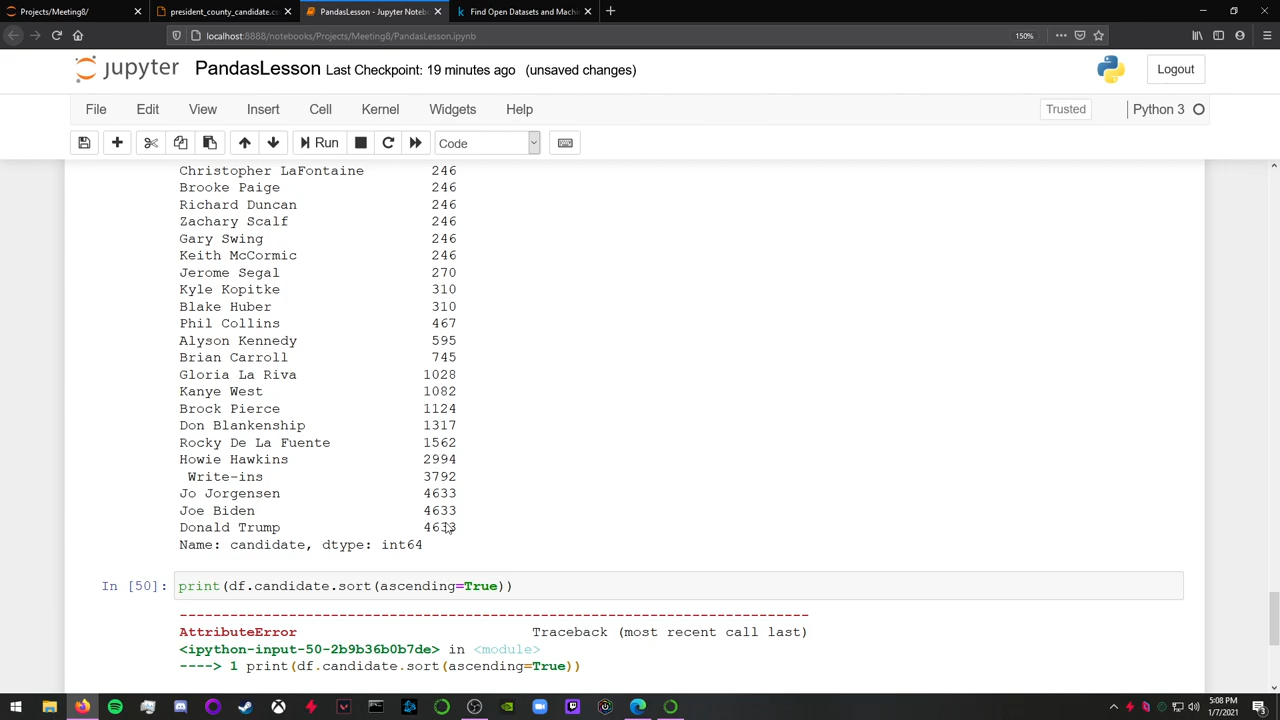 Projects/Meeting8/
president_county_candidate.cs
PandasLesson - Jupyter Noteb
Find Open Datasets and Machin
localhost:8888/notebooks/Projects/Meeting8/PandasLesson.ipynb
150%
jupyter PandasLesson Last Checkpoint: 19 minutes ago (unsaved changes)
Logout
File Edit View Insert Cell Kernel Widgets Help
Trusted
Python 3
Run
Code
Christopher LaFontaine 246
Brooke Paige 246
Richard Duncan 246
Zachary Scalf 246
Gary Swing 246
Keith McCormic 246
Jerome Segal 270
Kyle Kopitke 310
Blake Huber 310
Phil Collins 467
Alyson Kennedy 595
Brian Carroll 745
Gloria La Riva 1028
Kanye West 1082
Brock Pierce 1124
Don Blankenship 1317
Rocky De La Fuente 1562
Howie Hawkins 2994
Write-ins 3792
Jo Jorgensen 4633
Joe Biden 4633
Donald Trump 4633
Name: candidate, dtype: int64
In [50]: print(df.candidate.sort(ascending=True))
---------------------------------------------------------------------------
AttributeError Traceback (most recent call last)
<ipython-input-50-2b9b36b0b7de> in <module>
----> 1 print(df.candidate.sort(ascending=True))
5:08 PM
1/7/2021